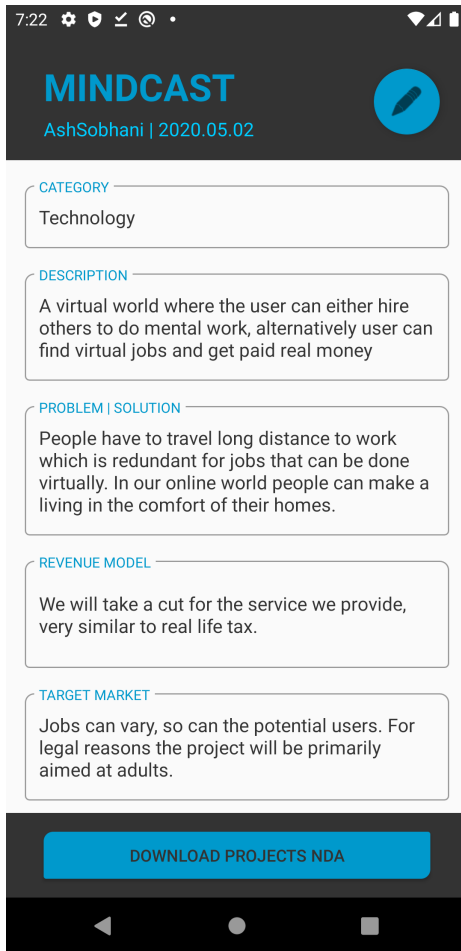 7:22
MINDCAST
AshSobhani | 2020.05.02
CATEGORY
Technology
DESCRIPTION
A virtual world where the user can either hire
others to do mental work, alternatively user can
find virtual jobs and get paid real money
PROBLEM | SOLUTION
People have to travel long distance to work
which is redundant for jobs that can be done
virtually. In our online world people can make a
living in the comfort of their homes.
REVENUE MODEL
We will take a cut for the service we provide,
very similar to real life tax.
TARGET MARKET
Jobs can vary, so can the potential users. For
legal reasons the project will be primarily
aimed at adults.
DOWNLOAD PROJECTS NDA